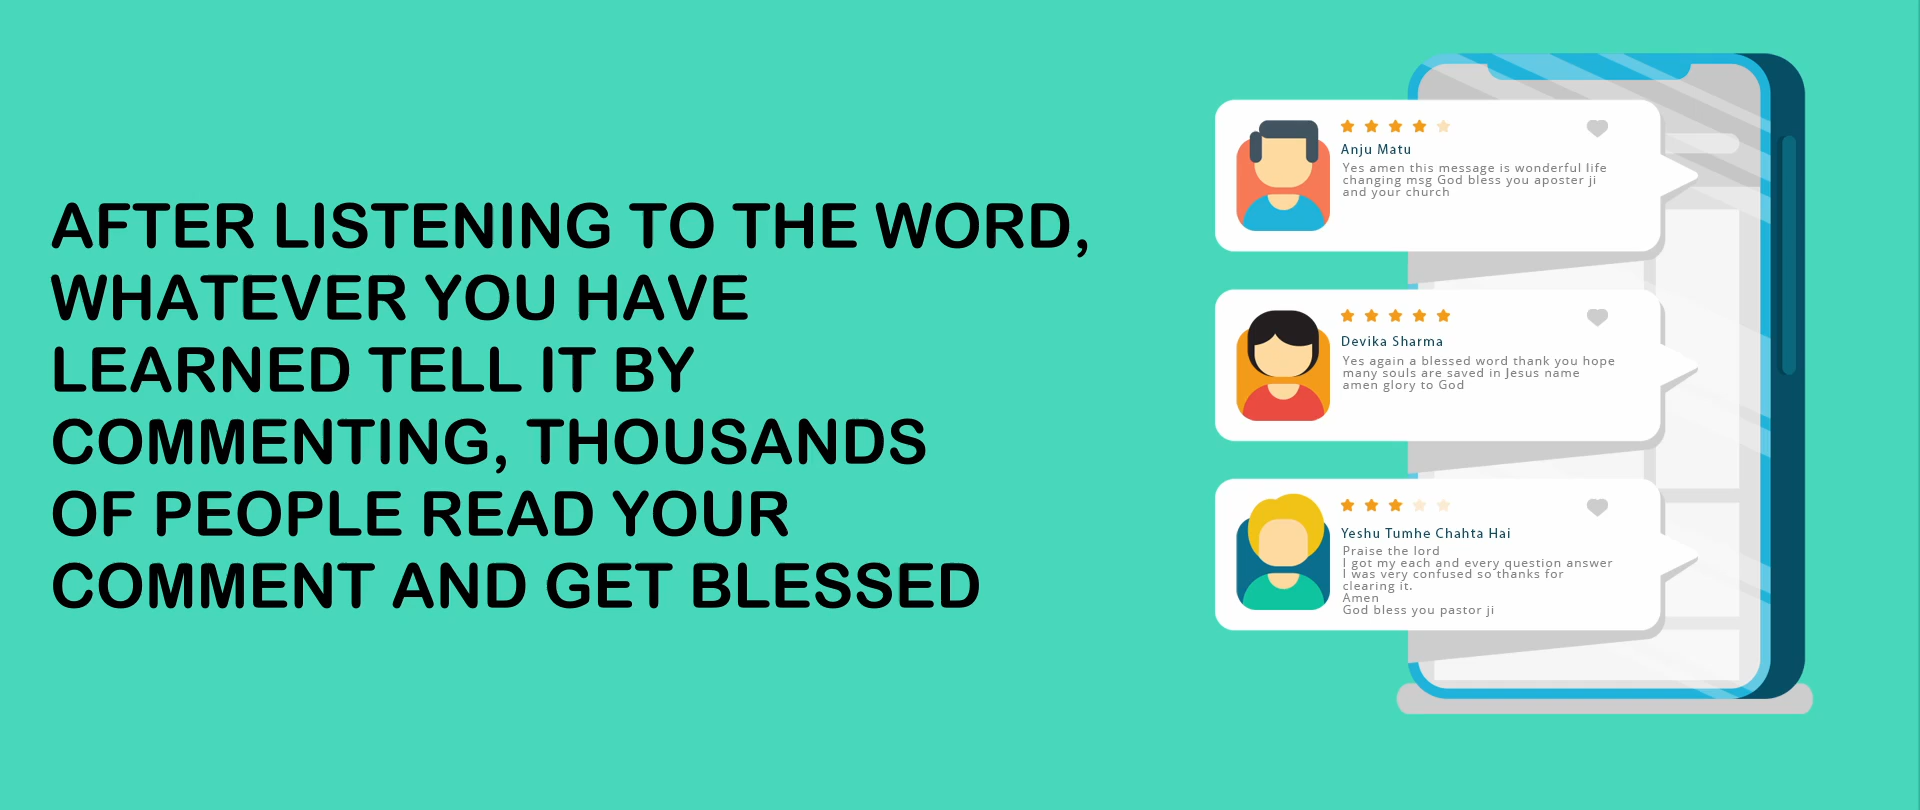 AFTER LISTENING TO THE WORD,
WHATEVER YOU HAVE
LEARNED TELL IT BY
COMMENTING, THOUSANDS
OF PEOPLE READ YOUR
COMMENT AND GET BLESSED
Anju Matu
Yes amen this message is wonderful life
changing msg God bless you aposter ji
and your church
Devika Sharma
Yes again a blessed word thank you hope
many souls are saved in Jesus name
amen glory to God
Yeshu Tumhe Chahta Hai
Praise the lord
I got my each and every question answer
I was very confused so thanks for
clearing it.
Amen
God bless you pastor ji